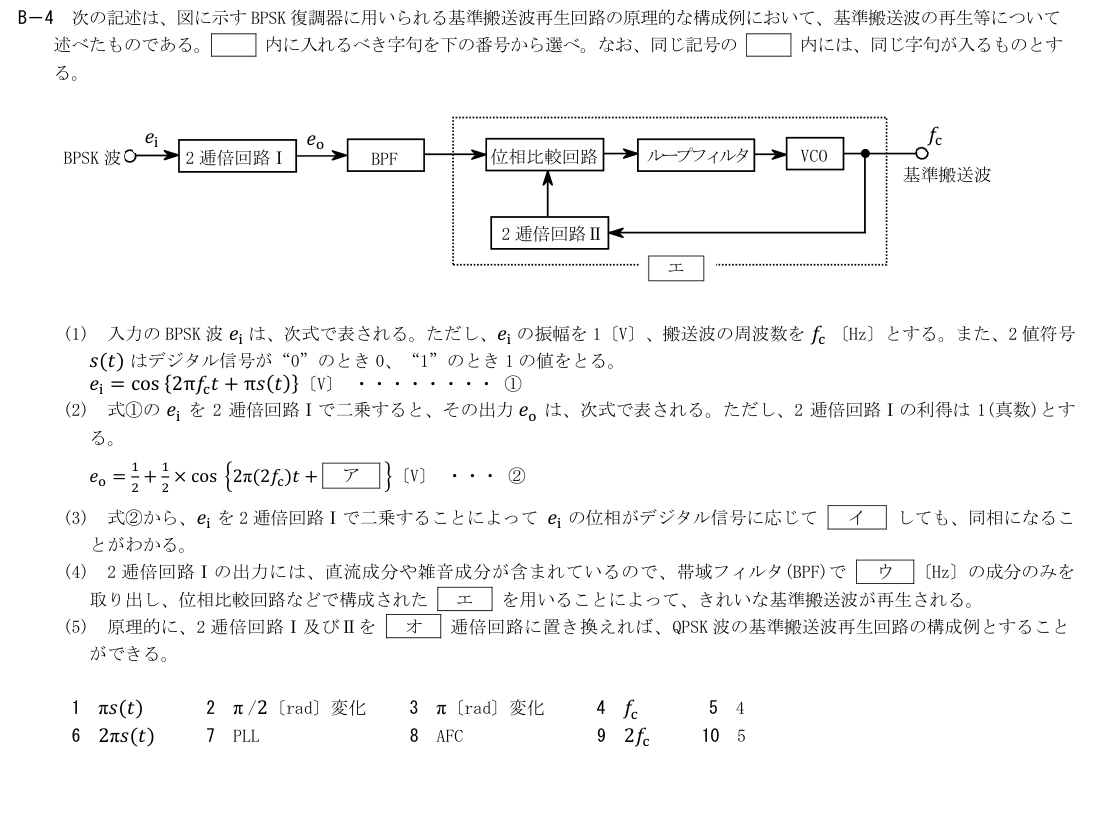 B－4 次の記述は、図に示す BPSK 復調器に用いられる基準搬送波再生回路の原理的な構成例において、基準搬送波の再生等について
述べたものである。 内に入れるべき字句を下の番号から選べ。なお、同じ記号の 内には、同じ字句が入るものとす
る。
BPSK 波
ei
2 逓倍回路Ⅰ
eo
BPF
位相比較回路
ループフィルタ
VCO
fc
基準搬送波
2 逓倍回路Ⅱ
エ
(1) 入力の BPSK 波 ei は、次式で表される。ただし、ei の振幅を 1〔V〕、搬送波の周波数を fc 〔Hz〕とする。また、2 値符号
s(t) はデジタル信号が“0”のとき 0、“1”のとき 1 の値をとる。
ei = cos {2πfct + πs(t)}〔V〕 ・・・・・・・・ ①
(2) 式①の ei を 2 逓倍回路Ⅰで二乗すると、その出力 eo は、次式で表される。ただし、2 逓倍回路Ⅰの利得は 1(真数)とす
る。
eo = 1/2 + 1/2 × cos {2π(2fc)t + ア }〔V〕 ・・・ ②
(3) 式②から、ei を 2 逓倍回路Ⅰで二乗することによって ei の位相がデジタル信号に応じて イ しても、同相になるこ
とがわかる。
(4) 2 逓倍回路Ⅰの出力には、直流成分や雑音成分が含まれているので、帯域フィルタ(BPF)で ウ 〔Hz〕の成分のみを
取り出し、位相比較回路などで構成された エ を用いることによって、きれいな基準搬送波が再生される。
(5) 原理的に、2 逓倍回路Ⅰ及びⅡを オ 逓倍回路に置き換えれば、QPSK 波の基準搬送波再生回路の構成例とすること
ができる。
1 πs(t) 2 π/2〔rad〕変化 3 π〔rad〕変化 4 fc 5 4
6 2πs(t) 7 PLL 8 AFC 9 2fc 10 5